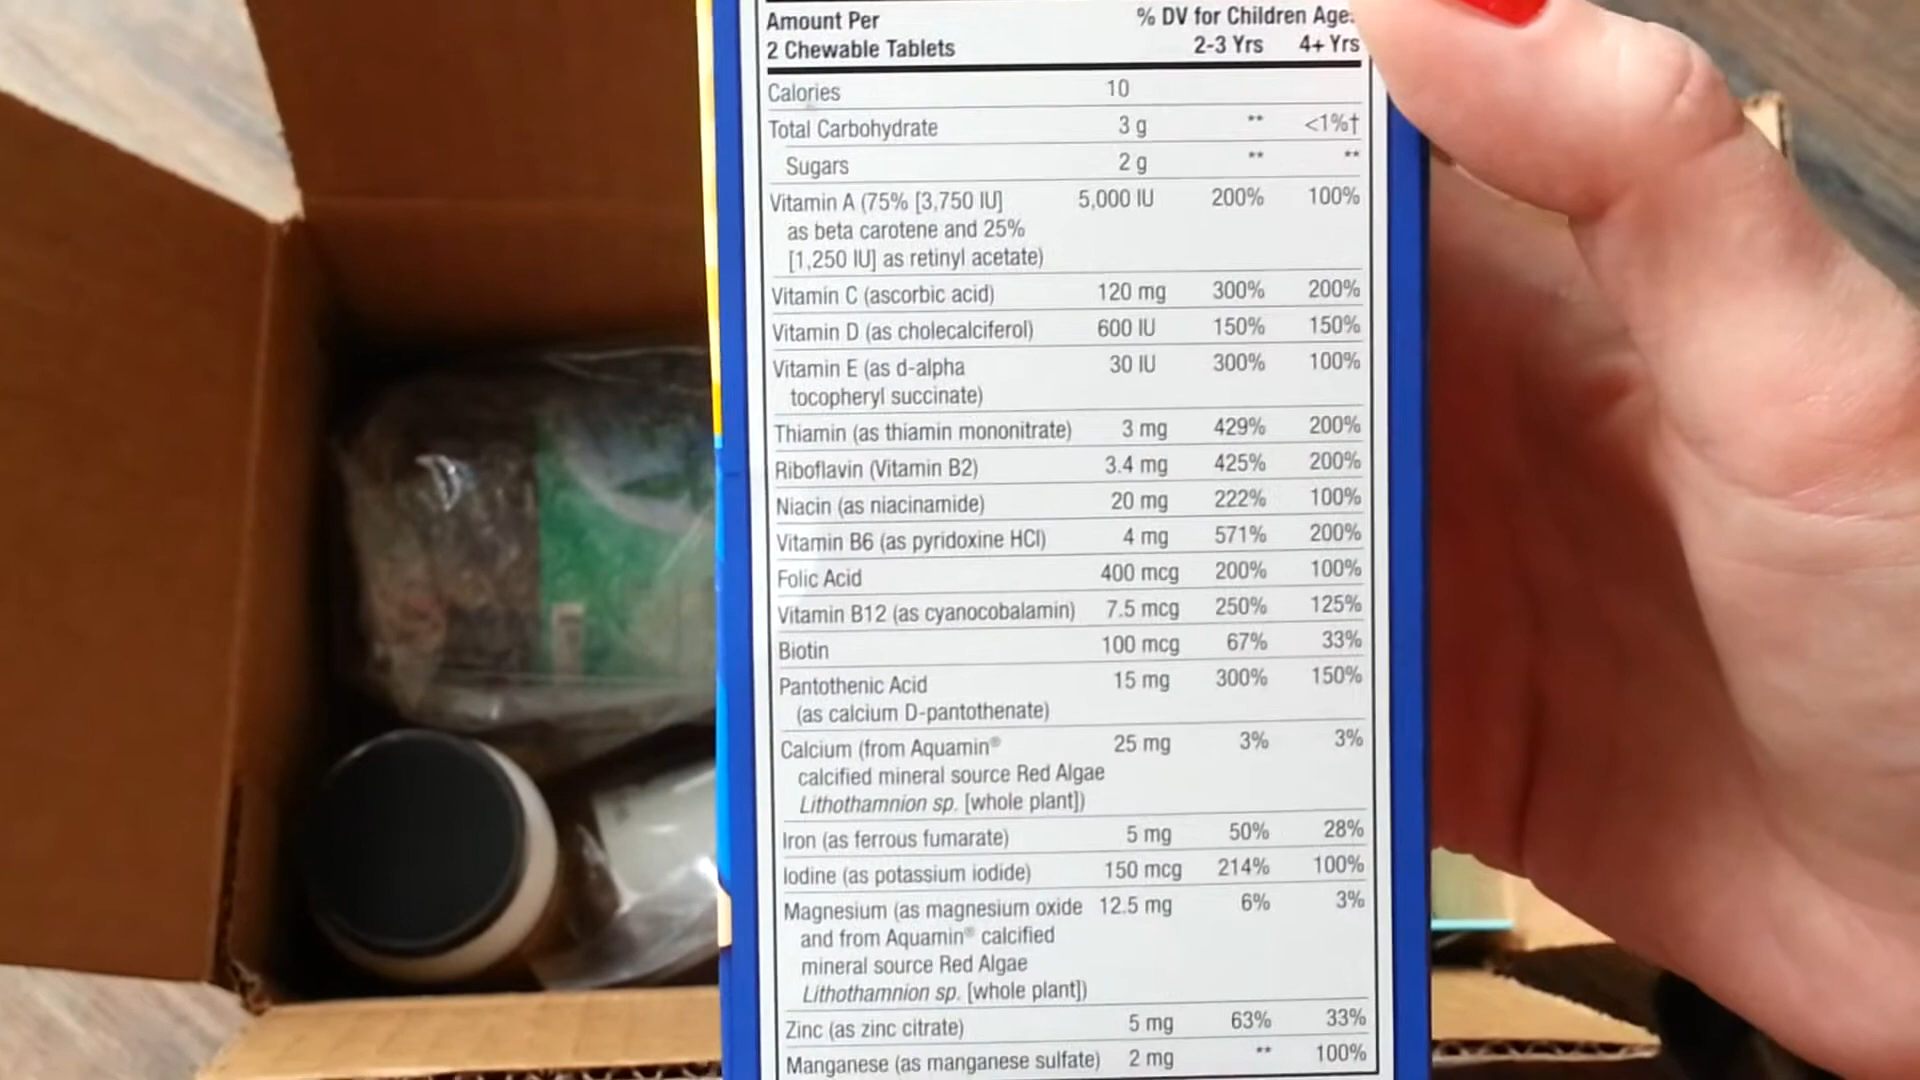 Amount Per % DV for Children Age
2 Chewable Tablets 2-3 Yrs 4+ Yrs
Calories 10
Total Carbohydrate 3 g ** <1%†
Sugars 2 g ** **
Vitamin A (75% [3,750 IU] 5,000 IU 200% 100%
as beta carotene and 25%
[1,250 IU] as retinyl acetate)
Vitamin C (ascorbic acid) 120 mg 300% 200%
Vitamin D (as cholecalciferol) 600 IU 150% 150%
Vitamin E (as d-alpha 30 IU 300% 100%
tocopheryl succinate)
Thiamin (as thiamin mononitrate) 3 mg 429% 200%
Riboflavin (Vitamin B2) 3.4 mg 425% 200%
Niacin (as niacinamide) 20 mg 222% 100%
Vitamin B6 (as pyridoxine HCl) 4 mg 571% 200%
Folic Acid 400 mcg 200% 100%
Vitamin B12 (as cyanocobalamin) 7.5 mcg 250% 125%
Biotin 100 mcg 67% 33%
Pantothenic Acid 15 mg 300% 150%
(as calcium D-pantothenate)
Calcium (from Aquamin® 25 mg 3% 3%
calcified mineral source Red Algae
Lithothamnion sp. [whole plant])
Iron (as ferrous fumarate) 5 mg 50% 28%
Iodine (as potassium iodide) 150 mcg 214% 100%
Magnesium (as magnesium oxide 12.5 mg 6% 3%
and from Aquamin® calcified
mineral source Red Algae
Lithothamnion sp. [whole plant])
Zinc (as zinc citrate) 5 mg 63% 33%
Manganese (as manganese sulfate) 2 mg ** 100%